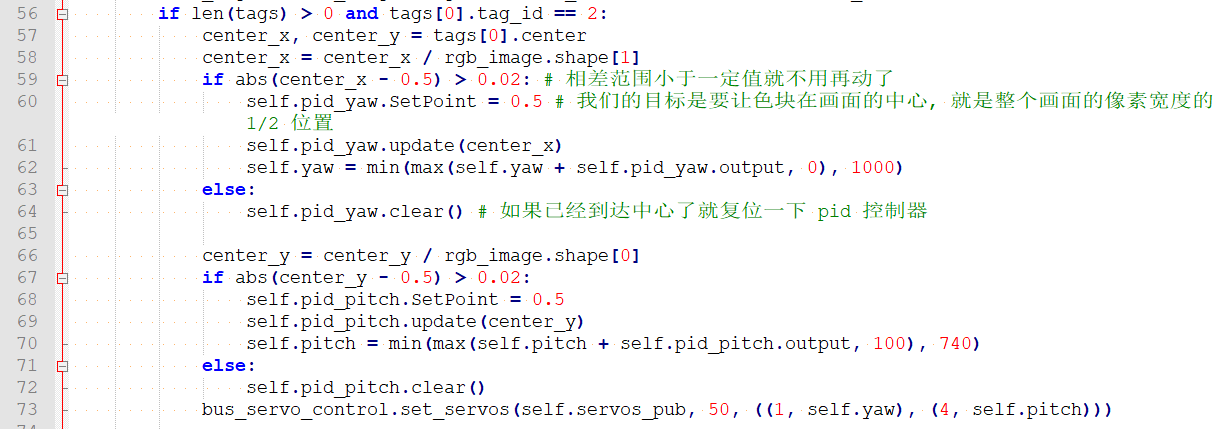 56 if len(tags) > 0 and tags[0].tag_id == 2:
57 center_x, center_y = tags[0].center
58 center_x = center_x / rgb_image.shape[1]
59 if abs(center_x - 0.5) > 0.02: # 相差范围小于一定值就不用再动了
60 self.pid_yaw.SetPoint = 0.5 # 我们的目标是要让色块在画面的中心, 就是整个画面的像素宽度的
1/2 位置
61 self.pid_yaw.update(center_x)
62 self.yaw = min(max(self.yaw + self.pid_yaw.output, 0), 1000)
63 else:
64 self.pid_yaw.clear() # 如果已经到达中心了就复位一下 pid 控制器
65
66 center_y = center_y / rgb_image.shape[0]
67 if abs(center_y - 0.5) > 0.02:
68 self.pid_pitch.SetPoint = 0.5
69 self.pid_pitch.update(center_y)
70 self.pitch = min(max(self.pitch + self.pid_pitch.output, 100), 740)
71 else:
72 self.pid_pitch.clear()
73 bus_servo_control.set_servos(self.servos_pub, 50, ((1, self.yaw), (4, self.pitch)))